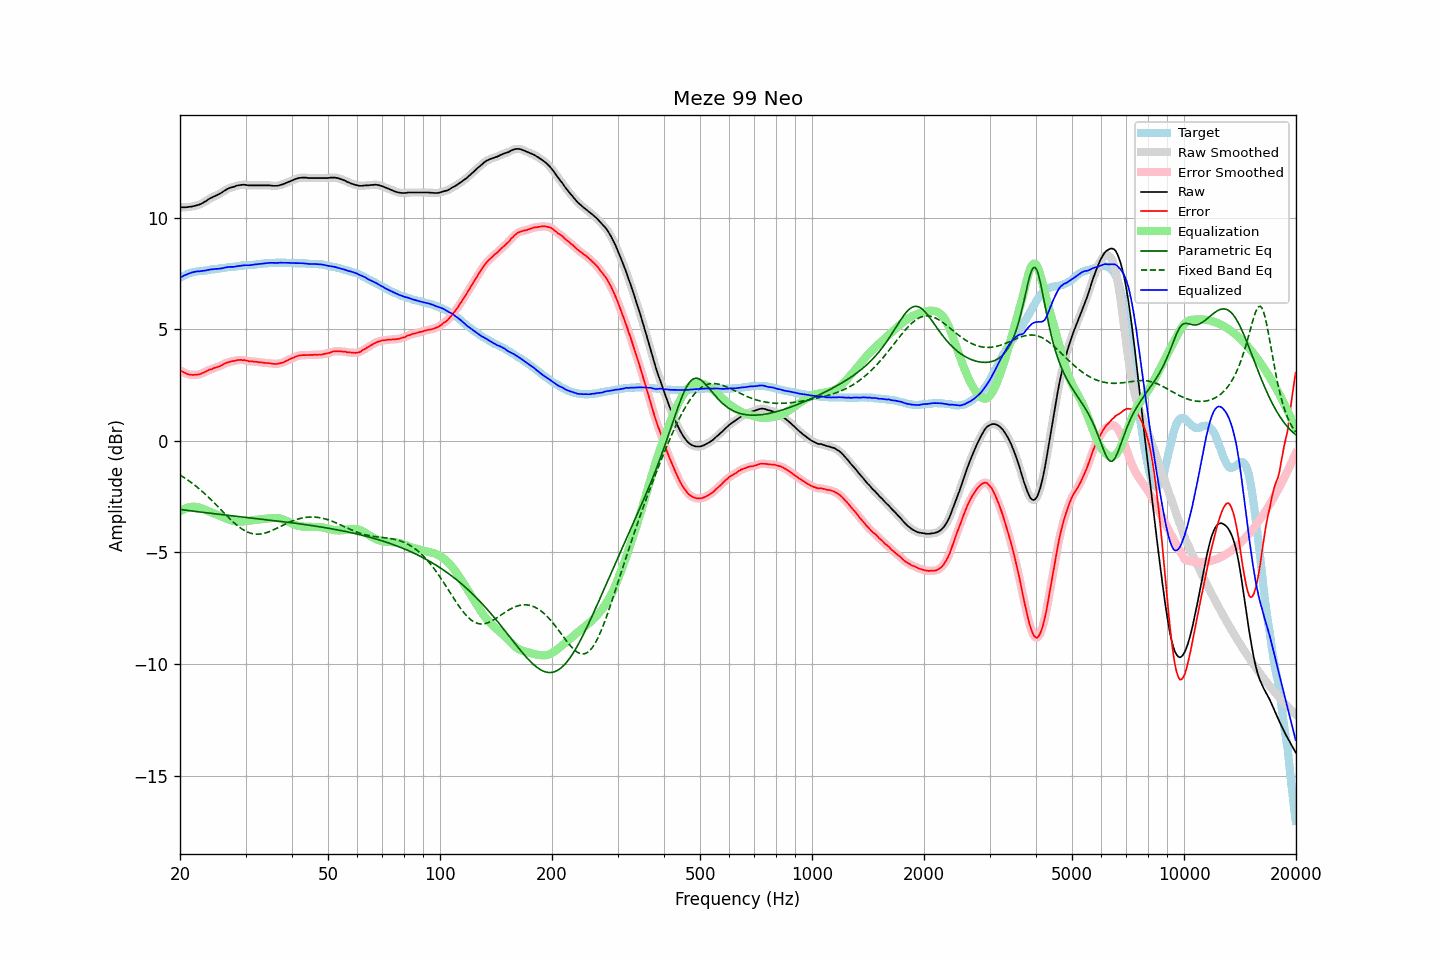 Meze 99 Neo
Target
Raw Smoothed
Error Smoothed
Raw
Error
Equalization
Parametric Eq
Fixed Band Eq
Equalized
Amplitude (dBr)
10
5
0
−5
−10
−15
20 50 100 200 500 1000 2000 5000 10000 20000
Frequency (Hz)